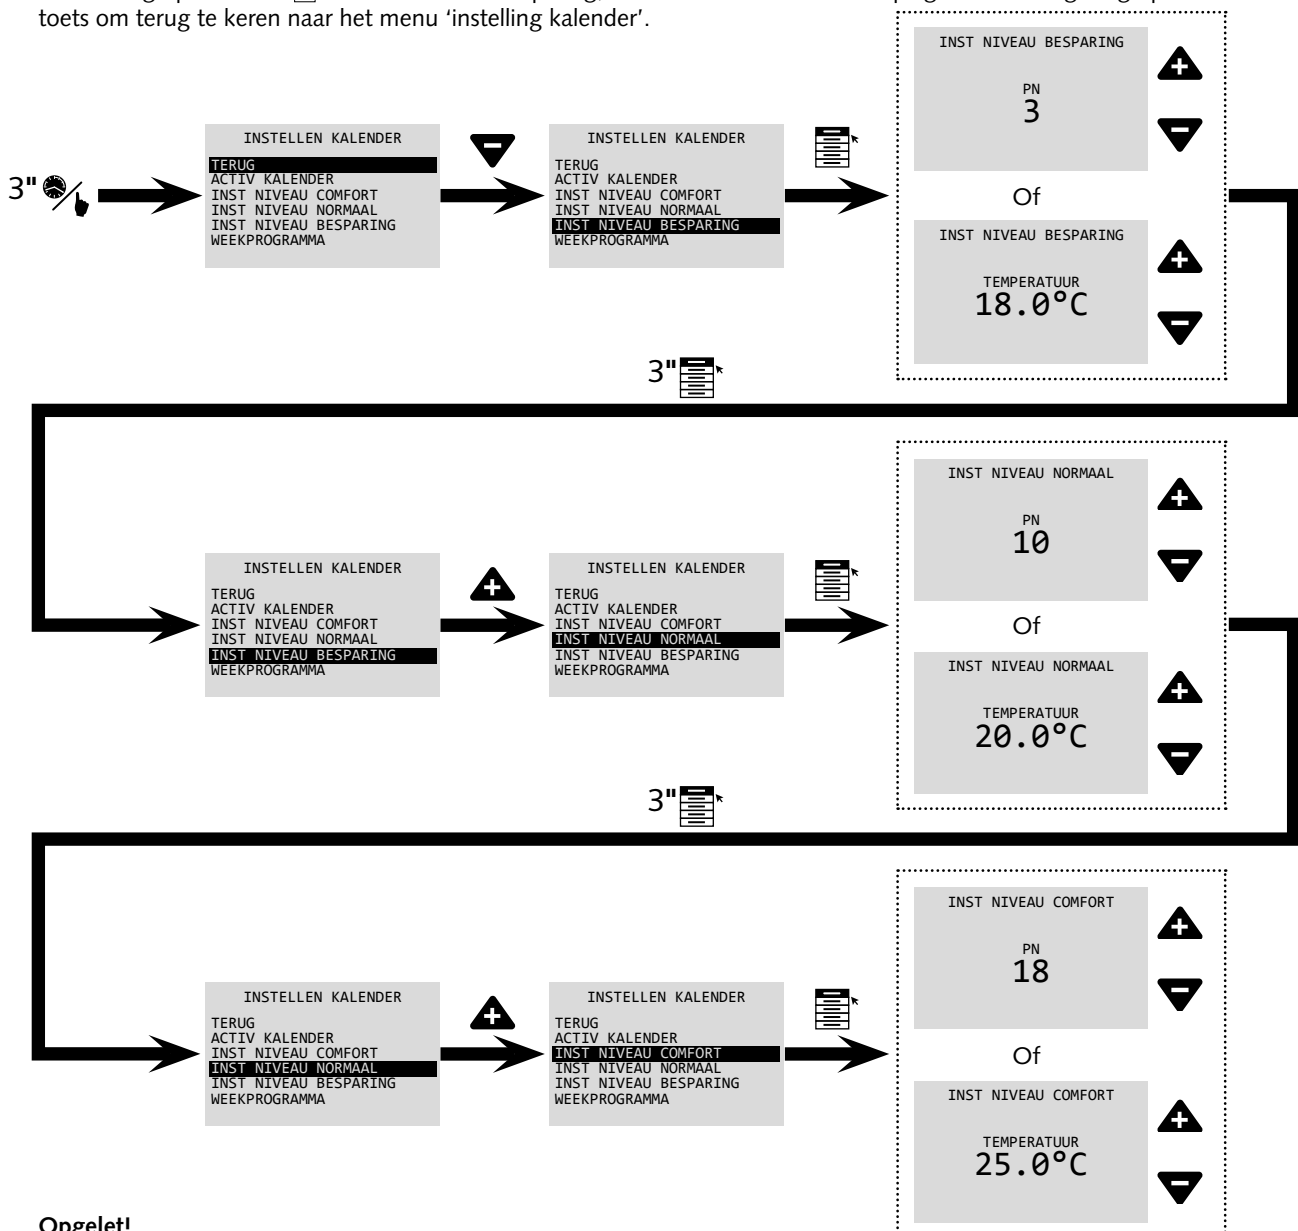 toets om terug te keren naar het menu ‘instelling kalender’.
INST NIVEAU BESPARING
PN
3
Of
INST NIVEAU BESPARING
TEMPERATUUR
18.0°C
3"
INSTELLEN KALENDER
TERUG
ACTIV KALENDER
INST NIVEAU COMFORT
INST NIVEAU NORMAAL
INST NIVEAU BESPARING
WEEKPROGRAMMA
INSTELLEN KALENDER
TERUG
ACTIV KALENDER
INST NIVEAU COMFORT
INST NIVEAU NORMAAL
INST NIVEAU BESPARING
WEEKPROGRAMMA
3"
INST NIVEAU NORMAAL
PN
10
Of
INST NIVEAU NORMAAL
TEMPERATUUR
20.0°C
INSTELLEN KALENDER
TERUG
ACTIV KALENDER
INST NIVEAU COMFORT
INST NIVEAU NORMAAL
INST NIVEAU BESPARING
WEEKPROGRAMMA
INSTELLEN KALENDER
TERUG
ACTIV KALENDER
INST NIVEAU COMFORT
INST NIVEAU NORMAAL
INST NIVEAU BESPARING
WEEKPROGRAMMA
3"
INST NIVEAU COMFORT
PN
18
Of
INST NIVEAU COMFORT
TEMPERATUUR
25.0°C
INSTELLEN KALENDER
TERUG
ACTIV KALENDER
INST NIVEAU COMFORT
INST NIVEAU NORMAAL
INST NIVEAU BESPARING
WEEKPROGRAMMA
INSTELLEN KALENDER
TERUG
ACTIV KALENDER
INST NIVEAU COMFORT
INST NIVEAU NORMAAL
INST NIVEAU BESPARING
WEEKPROGRAMMA
Opgelet!